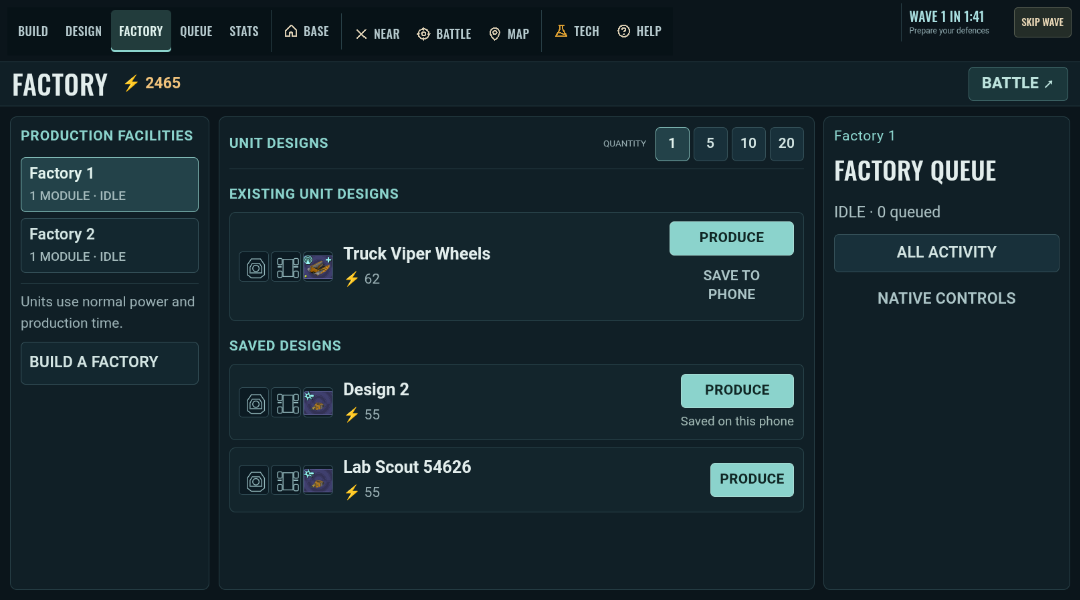 BUILD
DESIGN
FACTORY
QUEUE
STATS
BASE
NEAR
BATTLE
MAP
TECH
HELP
WAVE 1 IN 1:41
Prepare your defences
SKIP WAVE
FACTORY
⚡ 2465
BATTLE ↗
PRODUCTION FACILITIES
Factory 1
1 MODULE · IDLE
Factory 2
1 MODULE · IDLE
Units use normal power and
production time.
BUILD A FACTORY
UNIT DESIGNS
QUANTITY
1
5
10
20
EXISTING UNIT DESIGNS
Truck Viper Wheels
⚡ 62
PRODUCE
SAVE TO
PHONE
SAVED DESIGNS
Design 2
⚡ 55
PRODUCE
Saved on this phone
Lab Scout 54626
⚡ 55
PRODUCE
Factory 1
FACTORY QUEUE
IDLE · 0 queued
ALL ACTIVITY
NATIVE CONTROLS